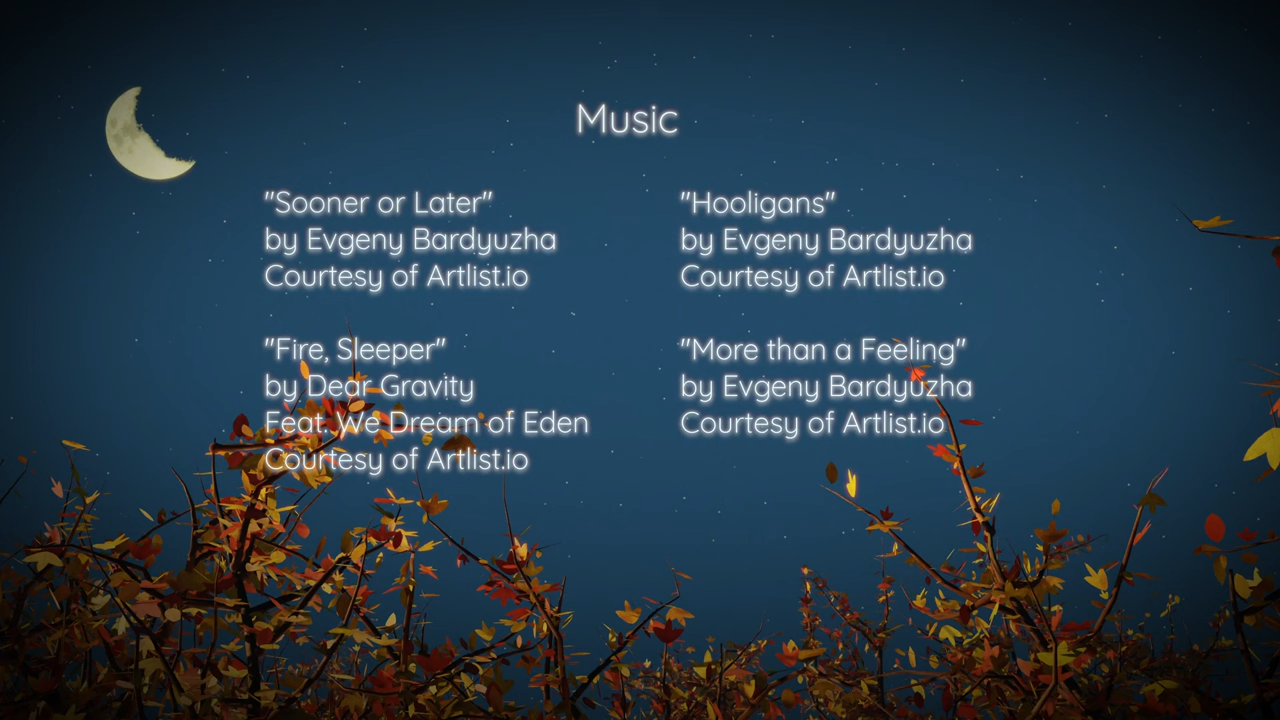 Music
"Sooner or Later"
by Evgeny Bardyuzha
Courtesy of Artlist.io
"Fire, Sleeper"
by Dear Gravity
Feat. We Dream of Eden
Courtesy of Artlist.io
"Hooligans"
by Evgeny Bardyuzha
Courtesy of Artlist.io
"More than a Feeling"
by Evgeny Bardyuzha
Courtesy of Artlist.io